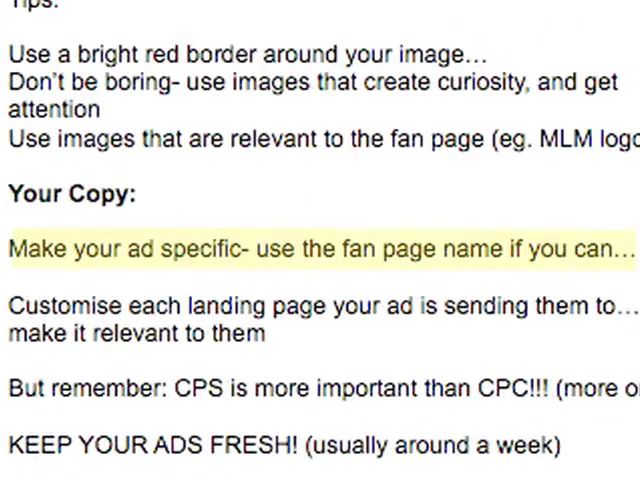 Tips:
Use a bright red border around your image…
Don't be boring- use images that create curiosity, and get
attention
Use images that are relevant to the fan page (eg. MLM logo
Your Copy:
Make your ad specific- use the fan page name if you can…
Customise each landing page your ad is sending them to…
make it relevant to them
But remember: CPS is more important than CPC!!! (more
KEEP YOUR ADS FRESH! (usually around a week)